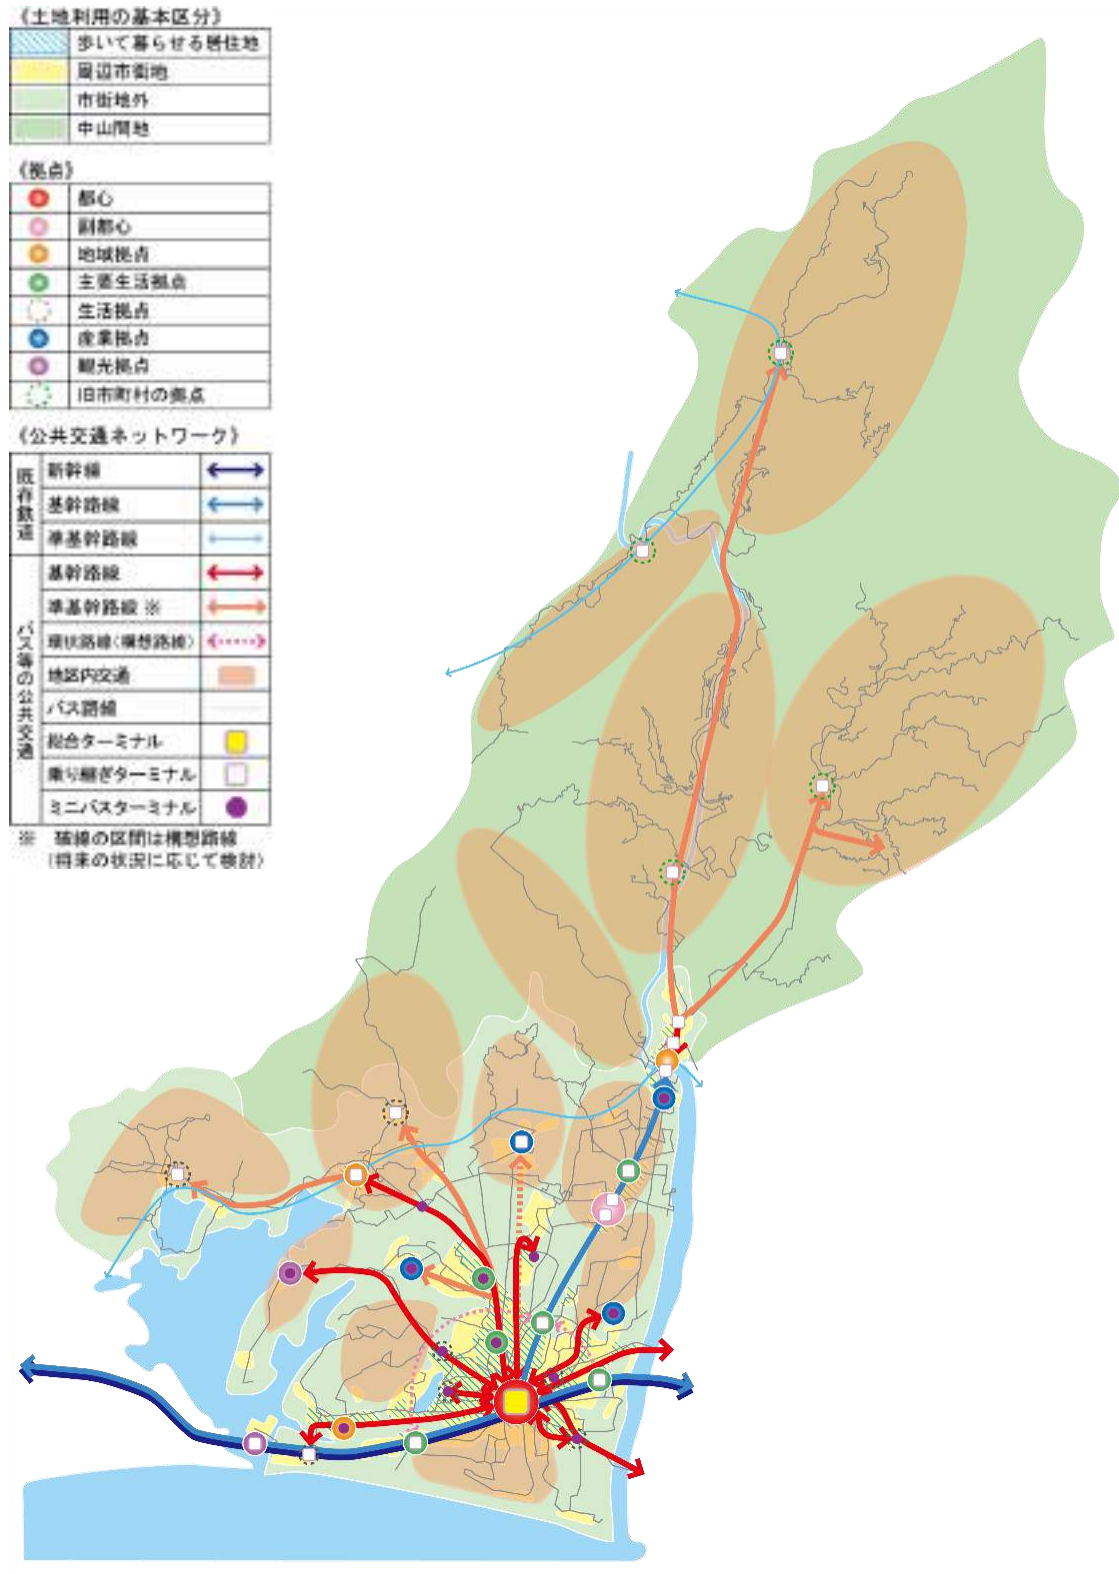 《土地利用の基本区分》
歩いて暮らせる居住地
周辺市街地
市街地外
中山間地
《拠点》
都心
副都心
地域拠点
主要生活拠点
生活拠点
産業拠点
観光拠点
旧市町村の拠点
《公共交通ネットワーク》
既存鉄道
新幹線
基幹路線
準基幹路線
バス等の公共交通
基幹路線
準基幹路線 ※
環状路線（構想路線）
地区内交通
バス路線
総合ターミナル
乗り継ぎターミナル
ミニバスターミナル
※ 破線の区間は構想路線
（将来の状況に応じて検討）